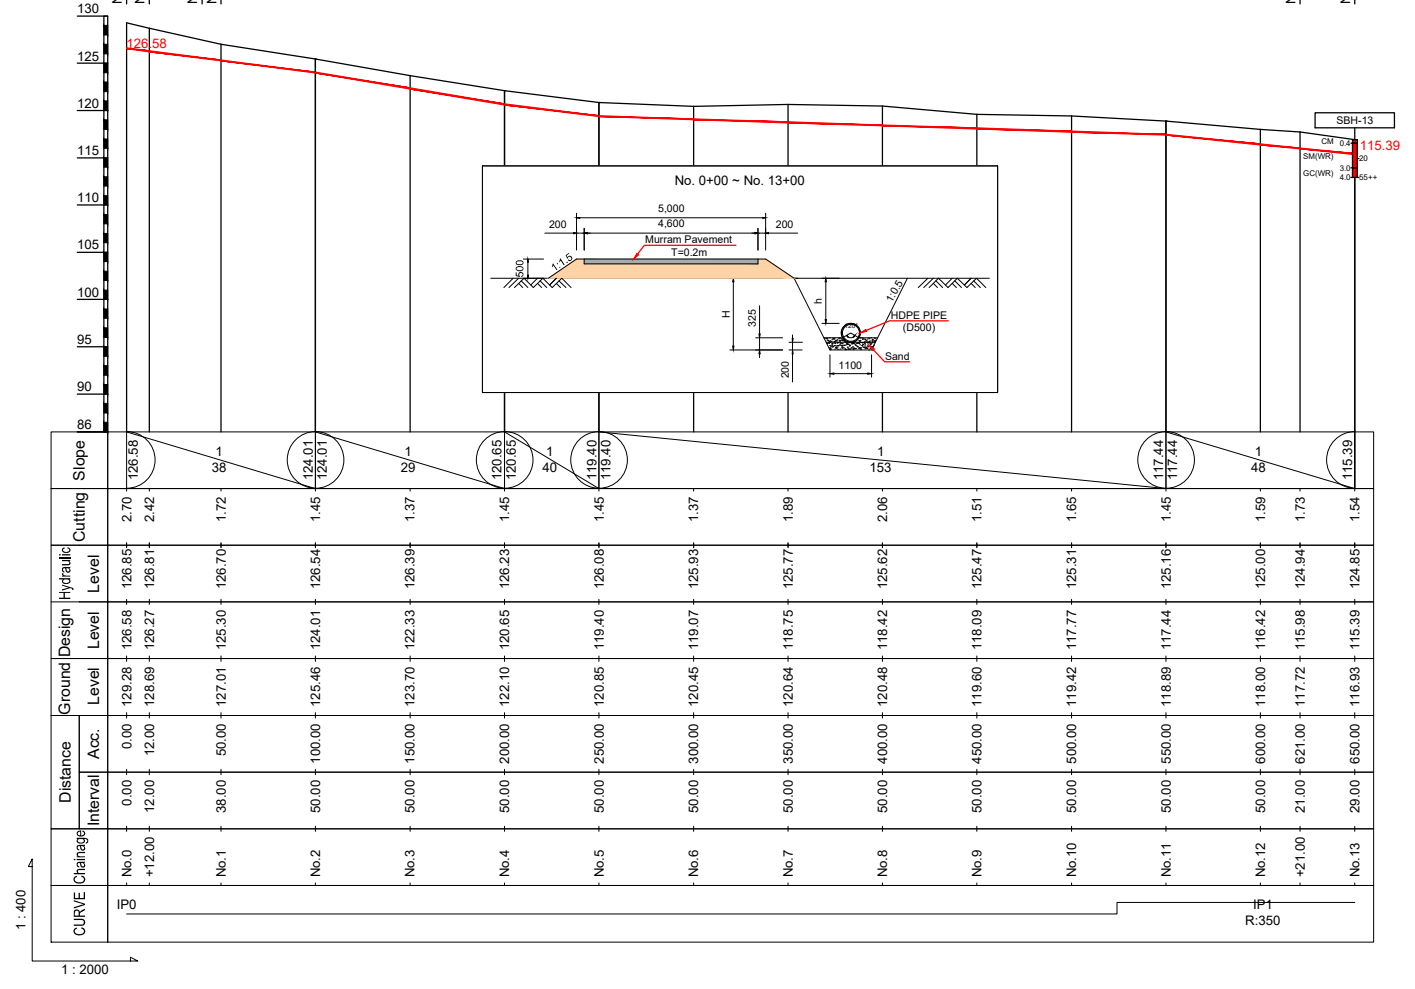 130
125
120
115
110
105
100
95
90
86
126.58
SBH-13
115.39
CM 0.4
SM(WR) 20
3.0
GC(WR) 4.0 55++
No. 0+00 ~ No. 13+00
5,000
200 4,600 200
Murram Pavement
T=0.2m
500
1:1.5
H
325
200
h
1:0.5
HDPE PIPE
(D500)
Sand
1100
Slope 126.58 1 38 124.01 124.01 1 29 120.65 120.65 1 40 119.40 119.40 1 153 117.44 117.44 1 48 115.39
Cutting 2.70 2.42 1.72 1.45 1.37 1.45 1.45 1.37 1.89 2.06 1.51 1.65 1.45 1.59 1.73 1.54
Hydraulic Level 126.85 126.81 126.70 126.54 126.39 126.23 126.08 125.93 125.77 125.62 125.47 125.31 125.16 125.00 124.94 124.85
Design Level 126.58 126.27 125.30 124.01 122.33 120.65 119.40 119.07 118.75 118.42 118.09 117.77 117.44 116.42 115.98 115.39
Ground Level 129.28 128.69 127.01 125.46 123.70 122.10 120.85 120.45 120.64 120.48 119.60 119.42 118.89 118.00 117.72 116.93
Distance
Acc. 0.00 12.00 50.00 100.00 150.00 200.00 250.00 300.00 350.00 400.00 450.00 500.00 550.00 600.00 621.00 650.00
Interval 0.00 12.00 38.00 50.00 50.00 50.00 50.00 50.00 50.00 50.00 50.00 50.00 50.00 50.00 21.00 29.00
Chainage No.0 +12.00 No.1 No.2 No.3 No.4 No.5 No.6 No.7 No.8 No.9 No.10 No.11 No.12 +21.00 No.13
CURVE IP0 IP1
R:350
1 : 400
1 : 2000